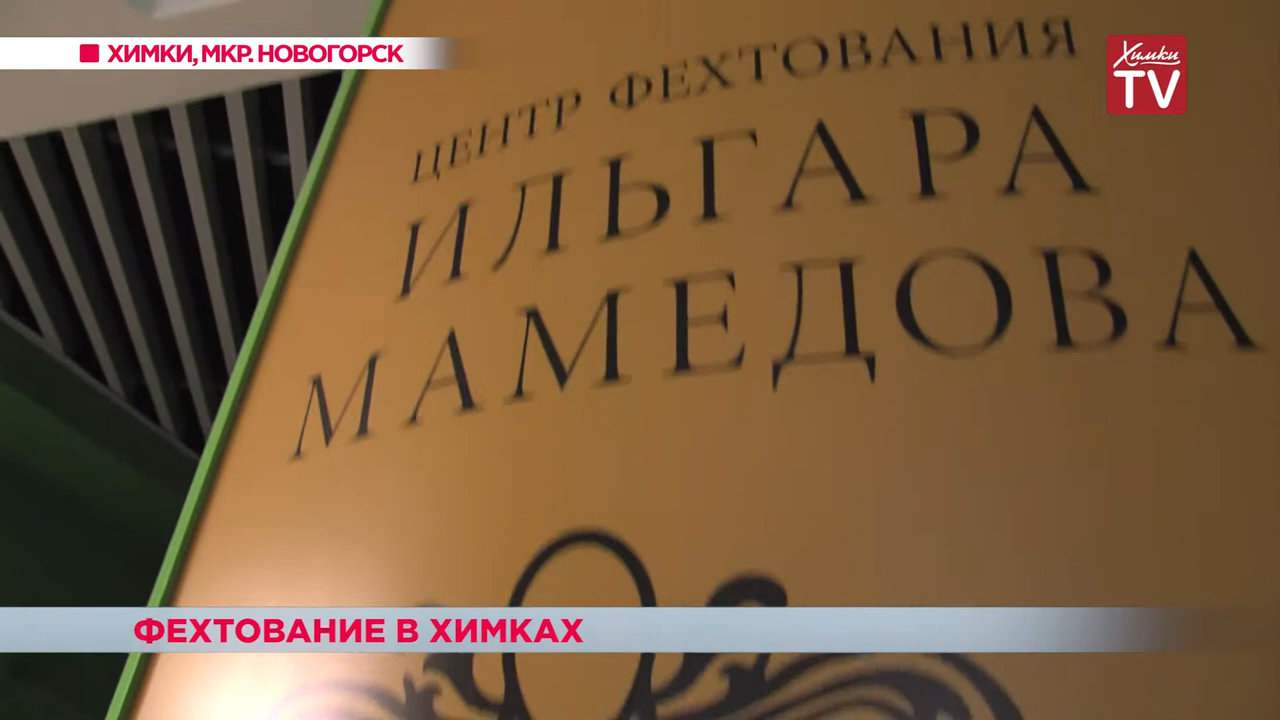 ХИМКИ, МКР. НОВОГОРСК
Химки
TV
ЦЕНТР ФЕХТОВАНИЯ
ИЛЬГАРА
МАМЕДОВА
ФЕХТОВАНИЕ В ХИМКАХ